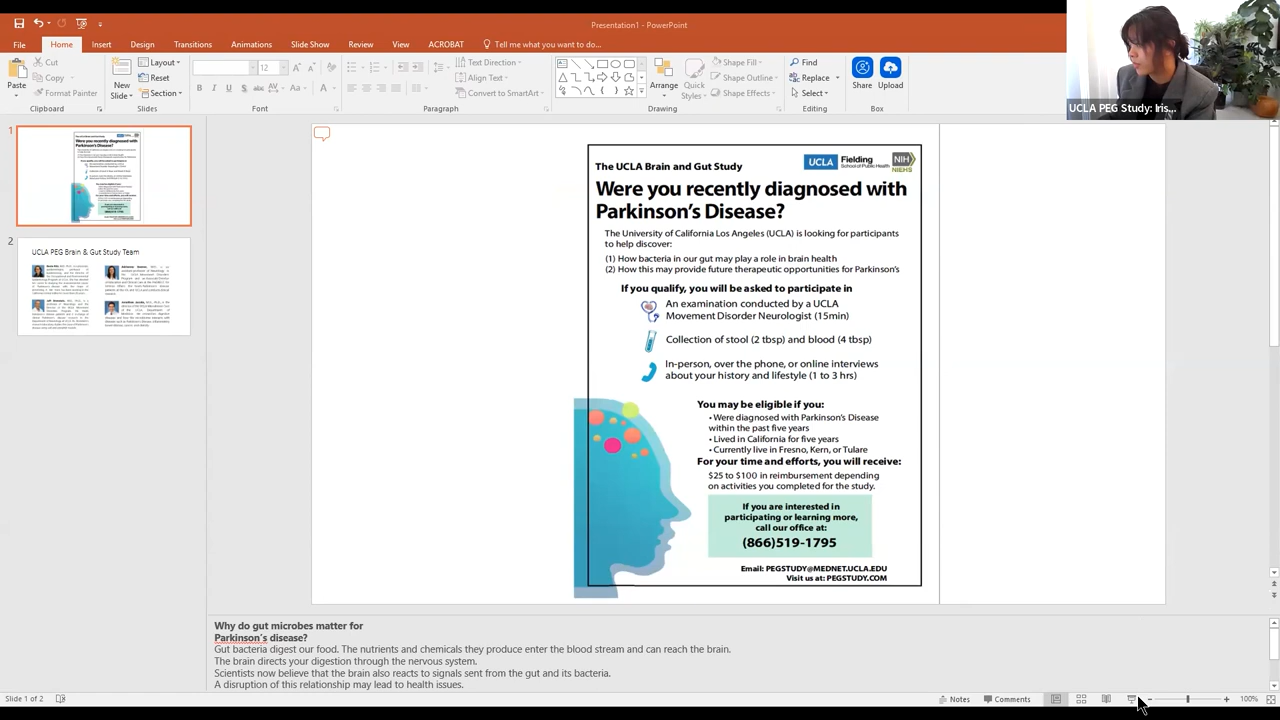 Presentation1 - PowerPoint
File Home Insert Design Transitions Animations Slide Show Review View ACROBAT Tell me what you want to do...
Paste
Cut
Copy
Format Painter
Clipboard
New
Slide
Layout
Reset
Section
Slides
12
B I U S abc AV Aa A
Font
Text Direction
Align Text
Convert to SmartArt
Paragraph
Arrange
Quick
Styles
Shape Fill
Shape Outline
Shape Effects
Drawing
Find
Replace
Select
Editing
Share
Upload
Box
UCLA PEG Study: Iris...
1
2
UCLA PEG Brain & Gut Study Team
The UCLA Brain and Gut Study
UCLA Fielding
School of Public Health
NIH
NIEHS
Were you recently diagnosed with
Parkinson's Disease?
The University of California Los Angeles (UCLA) is looking for participants
to help discover:
(1) How bacteria in our gut may play a role in brain health
(2) How this may provide future therapeutic opportunities for Parkinson's
If you qualify, you will be asked to participate in
An examination conducted by a UCLA
Movement Disorder Neurologist (15min)
Collection of stool (2 tbsp) and blood (4 tbsp)
In-person, over the phone, or online interviews
about your history and lifestyle (1 to 3 hrs)
You may be eligible if you:
• Were diagnosed with Parkinson's Disease
within the past five years
• Lived in California for five years
• Currently live in Fresno, Kern, or Tulare
For your time and efforts, you will receive:
$25 to $100 in reimbursement depending
on activities you completed for the study.
If you are interested in
participating or learning more,
call our office at:
(866)519-1795
Email: PEGSTUDY@MEDNET.UCLA.EDU
Visit us at: PEGSTUDY.COM
Why do gut microbes matter for
Parkinson's disease?
Gut bacteria digest our food. The nutrients and chemicals they produce enter the blood stream and can reach the brain.
The brain directs your digestion through the nervous system.
Scientists now believe that the brain also reacts to signals sent from the gut and its bacteria.
A disruption of this relationship may lead to health issues.
Slide 1 of 2
Notes
Comments
100%